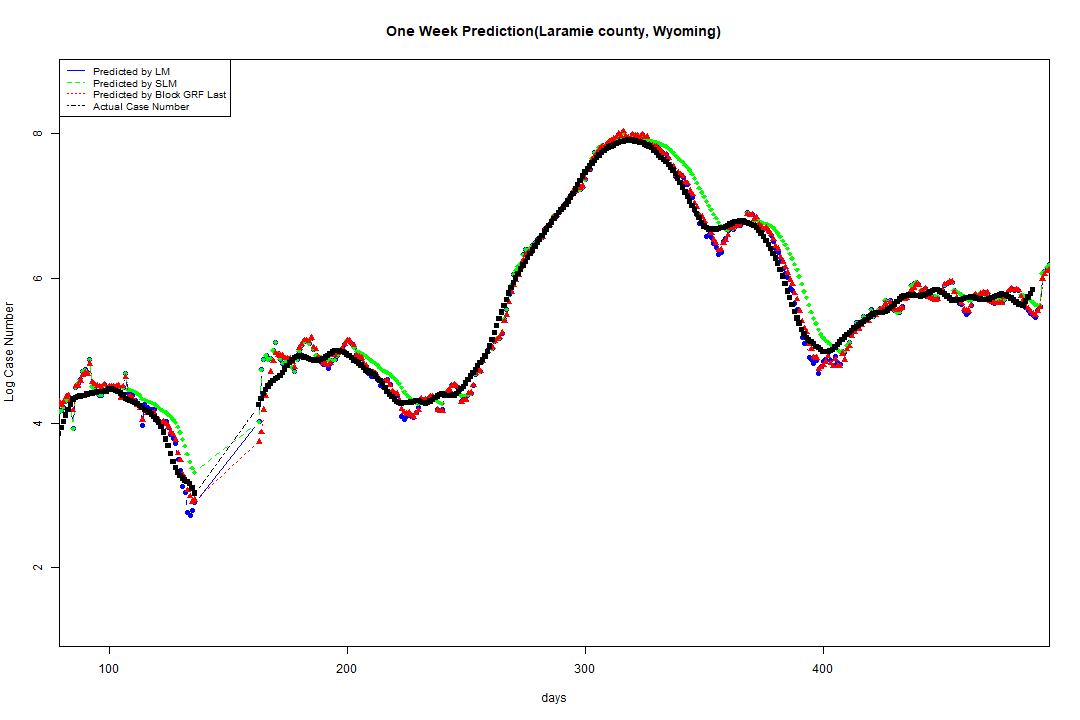 One Week Prediction(Laramie county, Wyoming)
Predicted by LM
Predicted by SLM
Predicted by Block GRF Last
Actual Case Number
Log Case Number
8
6
4
2
100 200 300 400
days